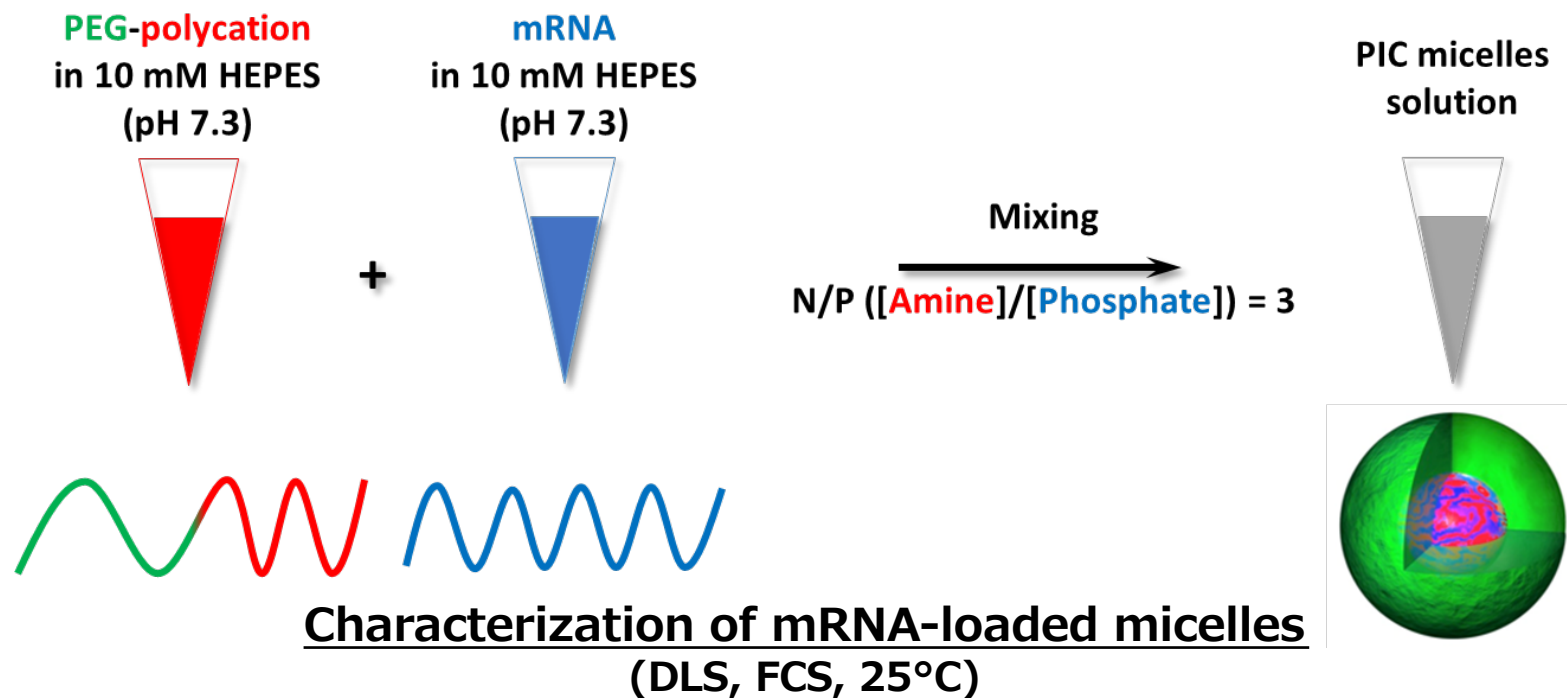 PEG-polycation
in 10 mM HEPES
(pH 7.3)
mRNA
in 10 mM HEPES
(pH 7.3)
+
Mixing
N/P ([Amine]/[Phosphate]) = 3
PIC micelles
solution
Characterization of mRNA-loaded micelles
(DLS, FCS, 25°C)